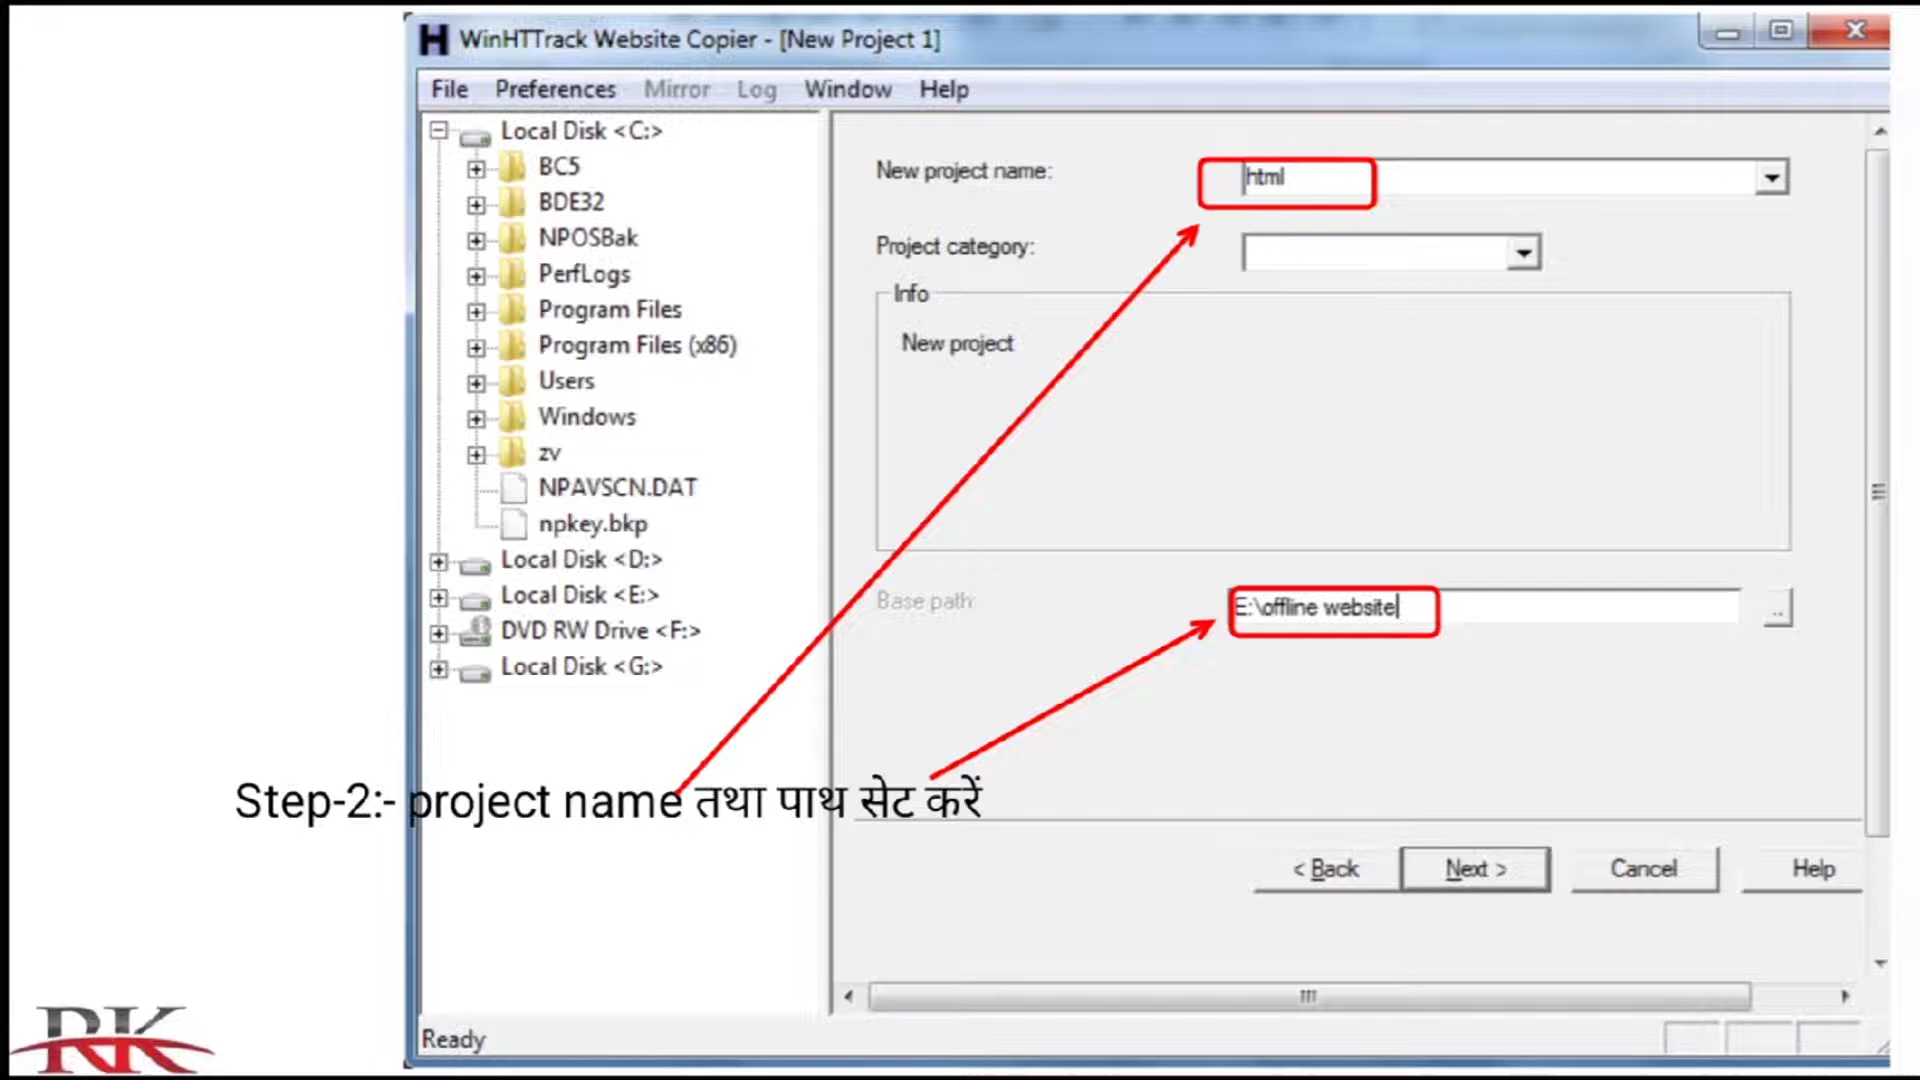 WinHTTrack Website Copier - [New Project 1]
File Preferences Mirror Log Window Help
Local Disk <C:>
BC5
BDE32
NPOSBak
PerfLogs
Program Files
Program Files (x86)
Users
Windows
zv
NPAVSCN.DAT
npkey.bkp
Local Disk <D:>
Local Disk <E:>
DVD RW Drive <F:>
Local Disk <G:>
New project name: html
Project category:
Info
New project
Base path: E:\offline website
..
Step-2:- project name तथा पाथ सेट करें
< Back Next > Cancel Help
Ready
RK